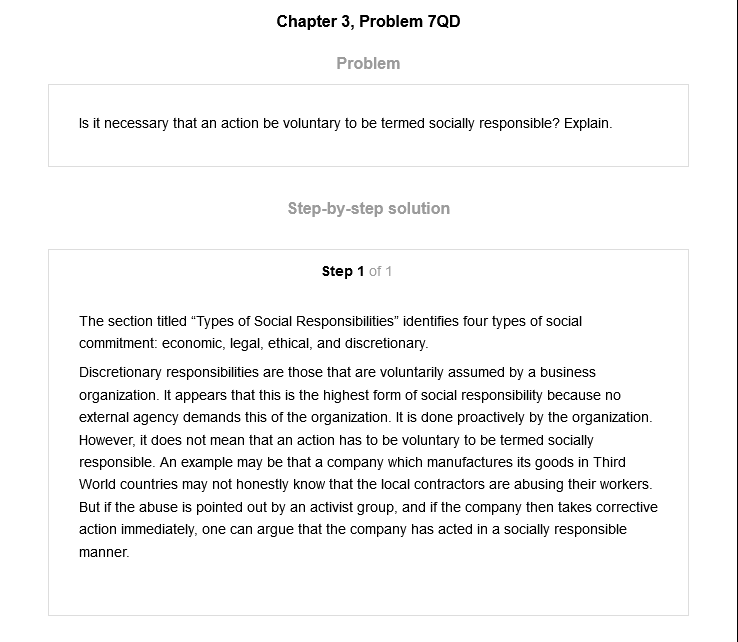 Chapter 3, Problem 7QD
Problem
Is it necessary that an action be voluntary to be termed socially responsible? Explain.
Step-by-step solution
Step 1 of 1
The section titled “Types of Social Responsibilities” identifies four types of social
commitment: economic, legal, ethical, and discretionary.
Discretionary responsibilities are those that are voluntarily assumed by a business
organization. It appears that this is the highest form of social responsibility because no
external agency demands this of the organization. It is done proactively by the organization.
However, it does not mean that an action has to be voluntary to be termed socially
responsible. An example may be that a company which manufactures its goods in Third
World countries may not honestly know that the local contractors are abusing their workers.
But if the abuse is pointed out by an activist group, and if the company then takes corrective
action immediately, one can argue that the company has acted in a socially responsible
manner.